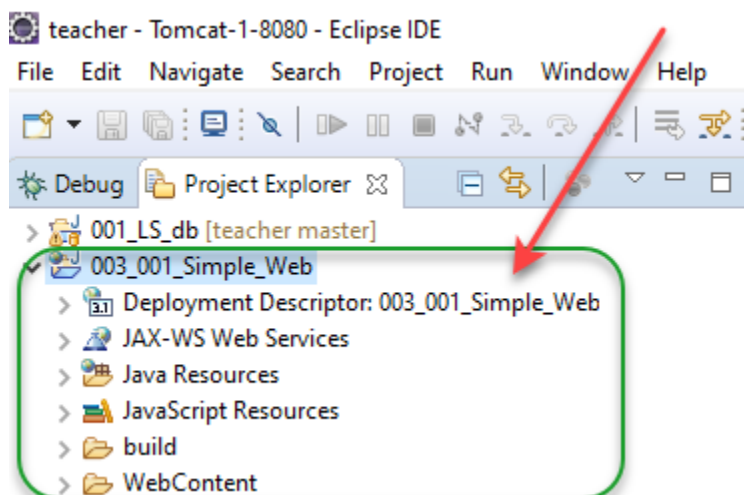 teacher - Tomcat-1-8080 - Eclipse IDE
File Edit Navigate Search Project Run Window Help
Debug Project Explorer
001_LS_db [teacher master]
003_001_Simple_Web
3.1 Deployment Descriptor: 003_001_Simple_Web
JAX-WS Web Services
Java Resources
JavaScript Resources
build
WebContent